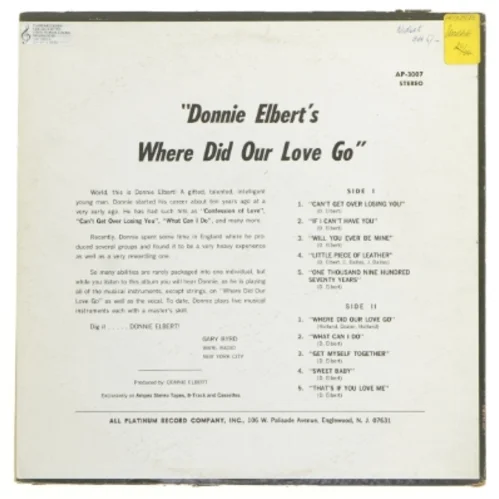 AP-3007
STEREO
"Donnie Elbert's
Where Did Our Love Go"
World, this is Donnie Elbert! A gifted, talented, intelligent
young man. Donnie started his career about ten years ago at a
very early age. He has had such hits as "Confession of Love",
"Can't Get Over Losing You", "What Can I Do", and many more.
Recently, Donnie spent some time in England where he pro-
duced several groups and found it to be a very heavy experience
as well as a very rewarding one.
So many abilities are rarely packaged into one individual, but
while you listen to this album you will hear Donnie, as he is playing
all of the musical instruments, except strings, on "Where Did Our
Love Go" as well as the vocal. To date, Donnie plays five musical
instruments each with a master's skill.
Dig it . . . . . . DONNIE ELBERT!
GARY BYRD
WWRL RADIO
NEW YORK CITY
Produced by: DONNIE ELBERT
Exclusively on Ampex Stereo Tapes, 8-Track and Cassettes.
SIDE I
1. "CAN'T GET OVER LOSING YOU"
(D. Elbert)
2. "IF I CAN'T HAVE YOU"
(D. Elbert)
3. "WILL YOU EVER BE MINE"
(D. Elbert)
4. "LITTLE PIECE OF LEATHER"
(D. Elbert,
5. "ONE THOUSAND NINE HUNDRED
SEVENTY YEARS"
(D. Elbert)
SIDE II
1. "WHERE DID OUR LOVE GO"
(Holland, Dozier, Holland)
2. "WHAT CAN I DO"
(D. Elbert)
3. "GET MYSELF TOGETHER"
(D. Elbert)
4. "SWEET BABY"
(D. Elbert)
5. "THAT'S IF YOU LOVE ME"
(D. Elbert)
ALL PLATINUM RECORD COMPANY, INC., 106 W. Palisade Avenue, Englewood, N. J. 07631